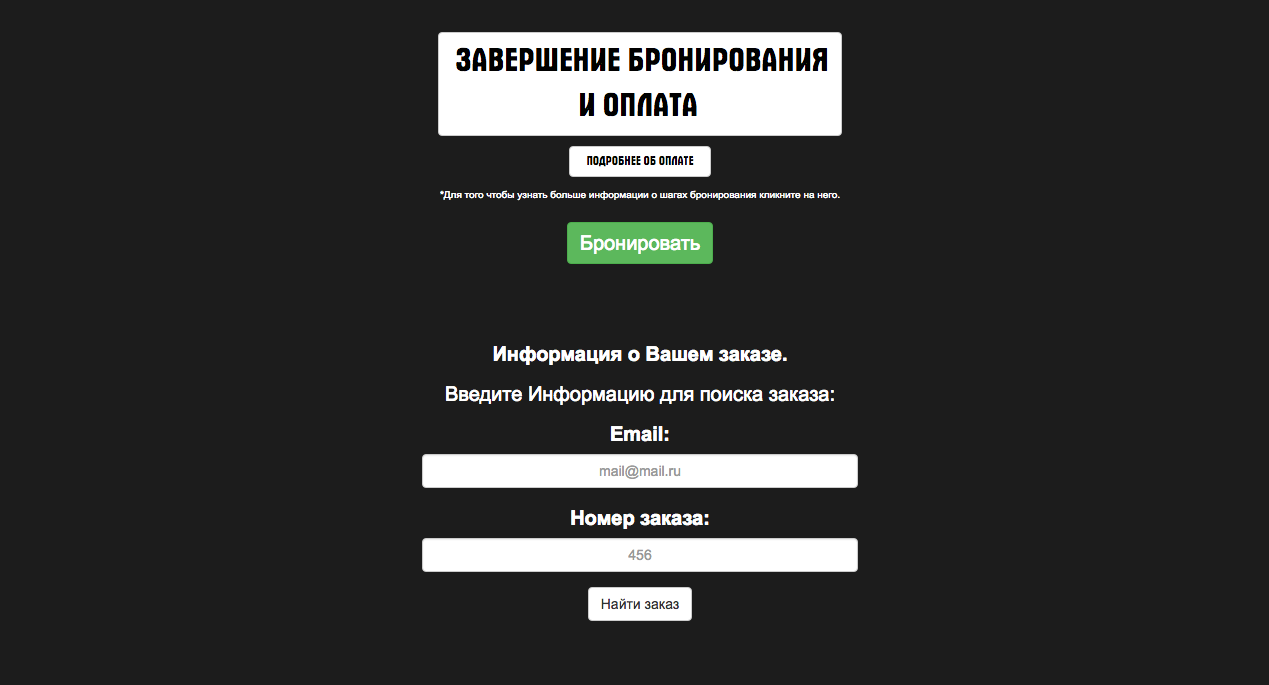 ЗАВЕРШЕНИЕ БРОНИРОВАНИЯ
И ОПЛАТА
ПОДРОБНЕЕ ОБ ОПЛАТЕ
*Для того чтобы узнать больше информации о шагах бронирования кликните на него.
Бронировать
Информация о Вашем заказе.
Введите Информацию для поиска заказа:
Email:
mail@mail.ru
Номер заказа:
456
Найти заказ